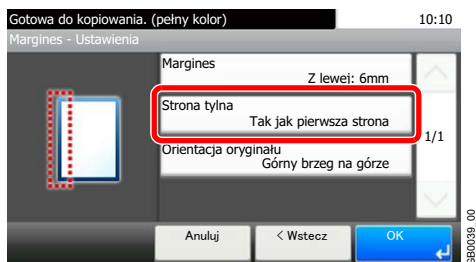 Gotowa do kopiowania. (pełny kolor) 10:10
Margines - Ustawienia
Margines
Z lewej: 6mm
Strona tylna
Tak jak pierwsza strona
1/1
Orientacja oryginału
Górny brzeg na górze
Anuluj < Wstecz OK
GB0039_00